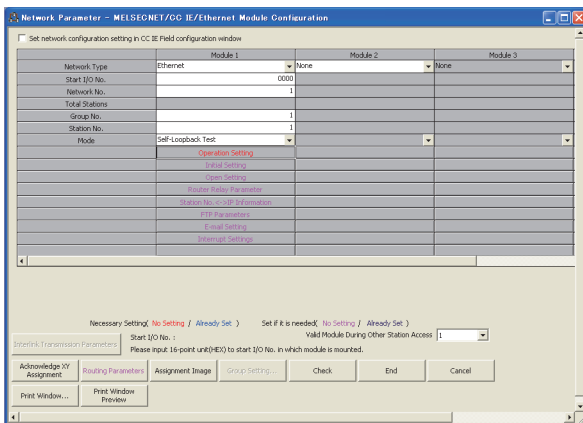 Network Parameter - MELSECNET/CC IE/Ethernet Module Configuration
Set network configuration setting in CC IE Field configuration window
Module 1 Module 2 Module 3
Network Type Ethernet None None
Start I/O No. 0000
Network No. 1
Total Stations
Group No. 1
Station No. 1
Mode Self-Loopback Test
Operation Setting
Initial Setting
Open Setting
Router Relay Parameter
Station No.<->IP Information
FTP Parameters
E-mail Setting
Interrupt Settings
Necessary Setting( No Setting / Already Set ) Set if it is needed( No Setting / Already Set )
Interlink Transmission Parameters Start I/O No. : Valid Module During Other Station Access 1
Please input 16-point unit(HEX) to start I/O No. in which module is mounted.
Acknowledge XY Assignment Routing Parameters Assignment Image Group Setting... Check End Cancel
Print Window... Print Window Preview